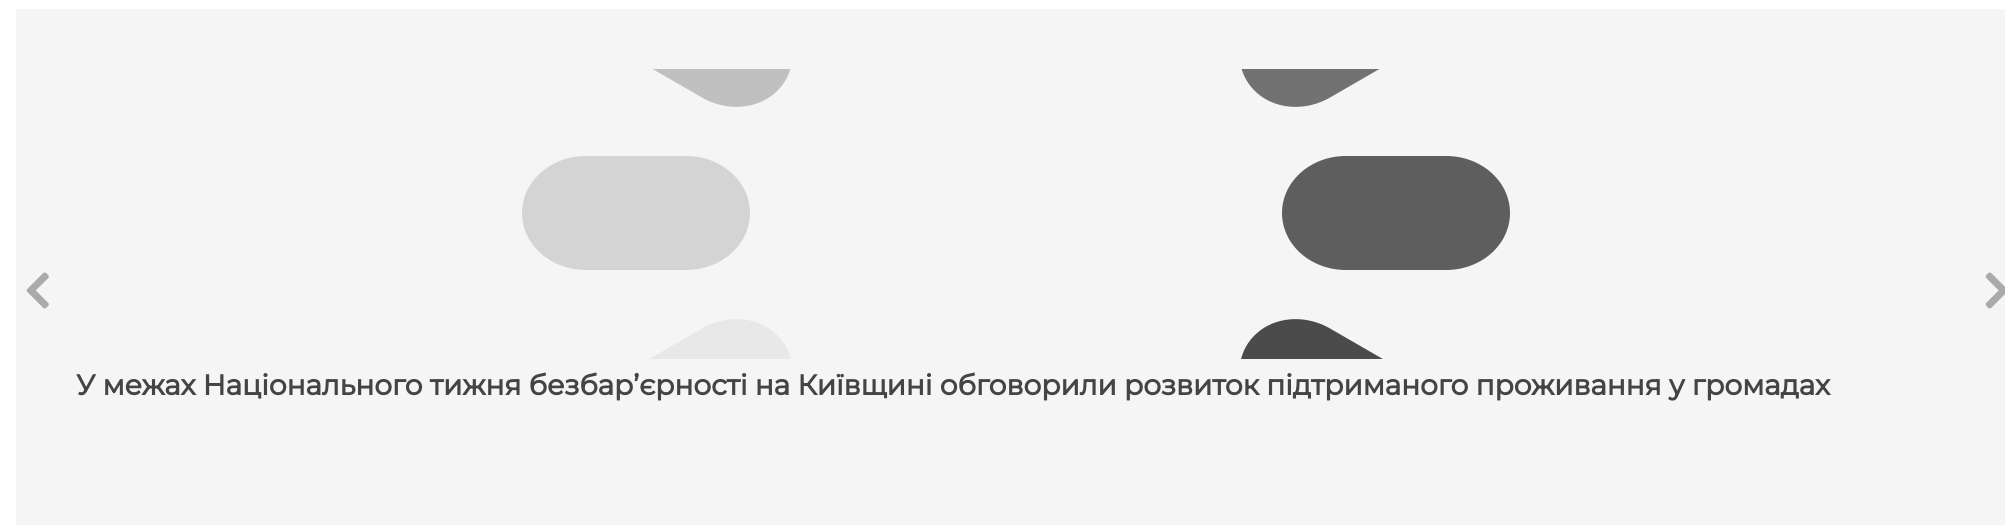 У межах Національного тижня безбар’єрності на Київщині обговорили розвиток підтриманого проживання у громадах